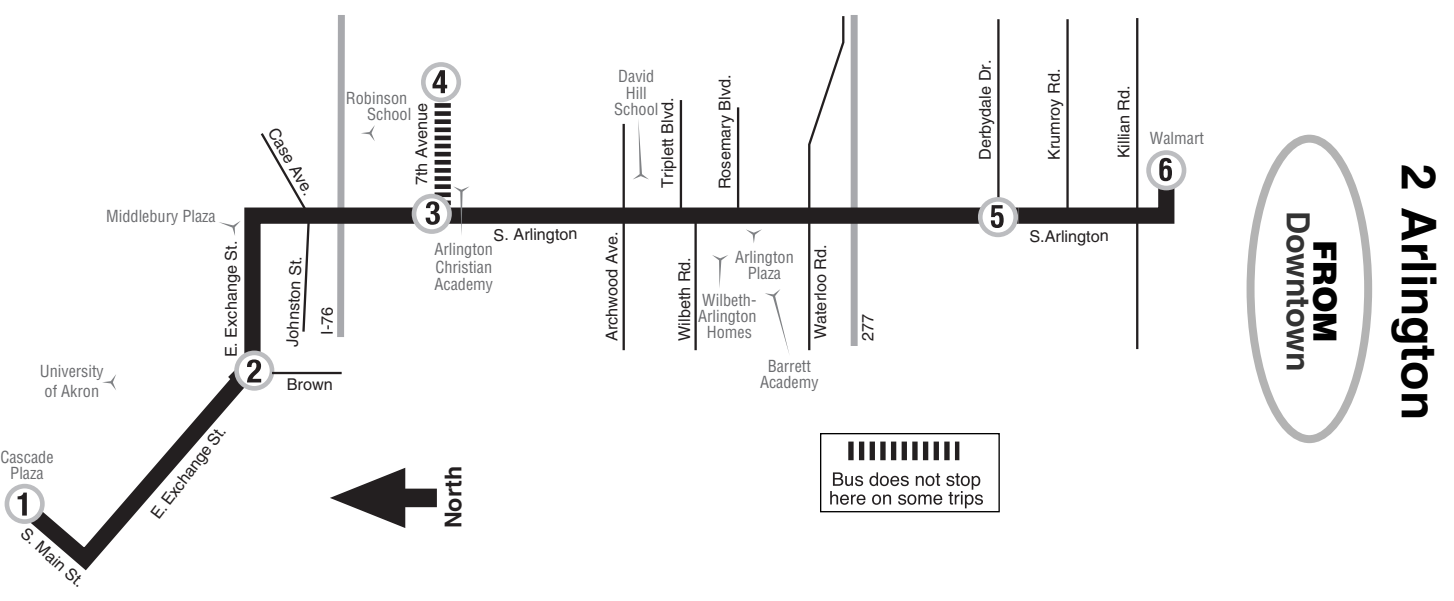 2 Arlington
FROM
Downtown
Cascade
Plaza
1
S. Main St.
E. Exchange St.
University
of Akron
2
Brown
E. Exchange St.
Middlebury Plaza
Case Ave.
Johnston St.
I-76
Robinson
School
4
7th Avenue
3
Arlington
Christian
Academy
S. Arlington
David
Hill
School
Archwood Ave.
Triplett Blvd.
Wilbeth Rd.
Rosemary Blvd.
Wilbeth-
Arlington
Homes
Arlington
Plaza
Barrett
Academy
Waterloo Rd.
277
Derbydale Dr.
5
S.Arlington
Krumroy Rd.
Killian Rd.
Walmart
6
North
Bus does not stop
here on some trips